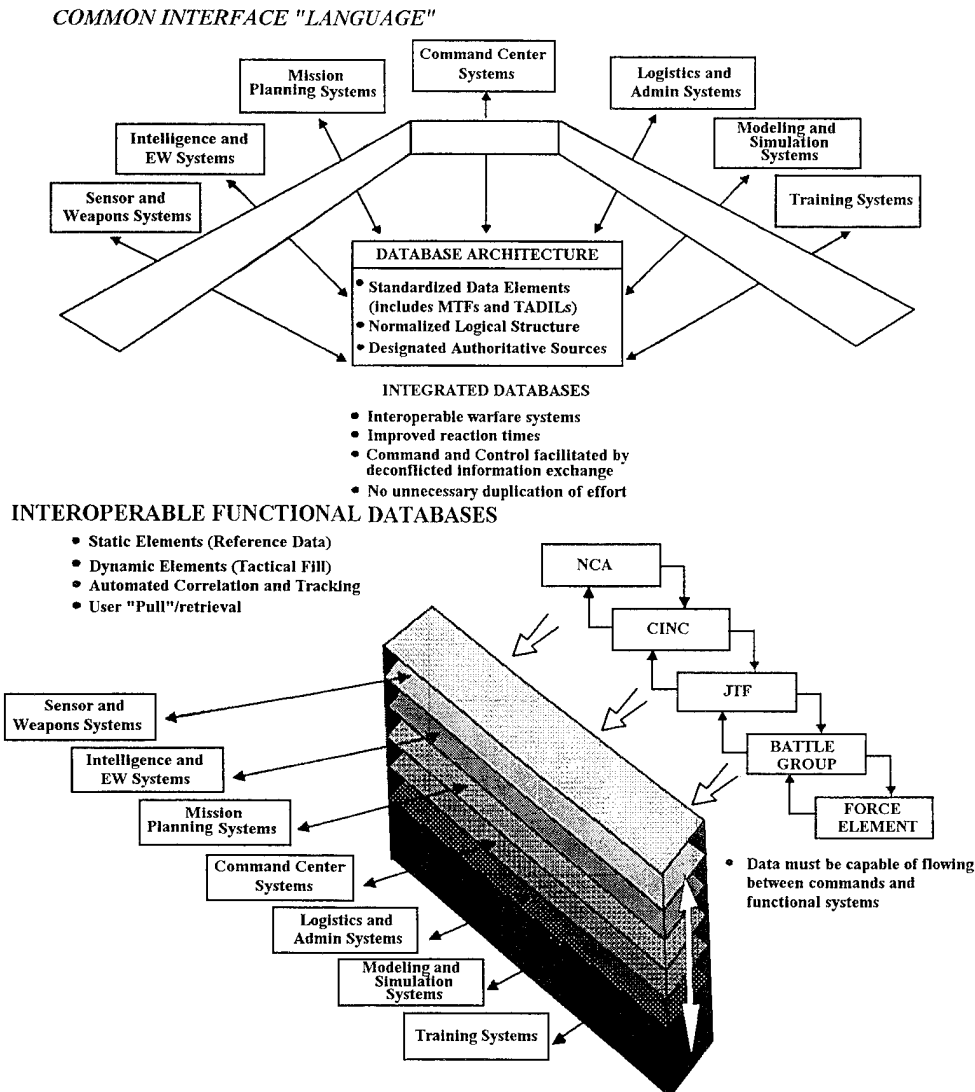 COMMON INTERFACE "LANGUAGE"
Command Center
Systems
Mission
Planning Systems
Logistics and
Admin Systems
Intelligence and
EW Systems
Modeling and
Simulation
Systems
Sensor and
Weapons Systems
Training Systems
DATABASE ARCHITECTURE
• Standardized Data Elements
(includes MTFs and TADILs)
• Normalized Logical Structure
• Designated Authoritative Sources
INTEGRATED DATABASES
• Interoperable warfare systems
• Improved reaction times
• Command and Control facilitated by
deconflicted information exchange
• No unnecessary duplication of effort
INTEROPERABLE FUNCTIONAL DATABASES
• Static Elements (Reference Data)
• Dynamic Elements (Tactical Fill)
• Automated Correlation and Tracking
• User "Pull"/retrieval
NCA
CINC
JTF
BATTLE
GROUP
FORCE
ELEMENT
• Data must be capable of flowing
between commands and
functional systems
Sensor and
Weapons Systems
Intelligence and
EW Systems
Mission
Planning Systems
Command Center
Systems
Logistics and
Admin Systems
Modeling and
Simulation
Systems
Training Systems